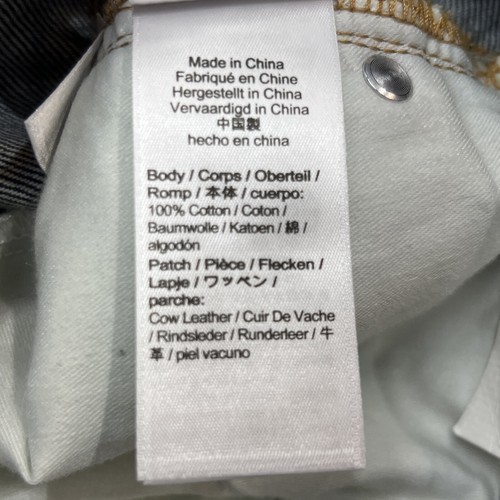 Made in China
Fabriqué en Chine
Hergestellt in China
Vervaardigd in China
中国製
hecho en china
Body / Corps / Oberteil /
Romp / 本体 / cuerpo:
100% Cotton / Coton /
Baumwolle / Katoen / 綿 /
algodón
Patch / Pièce / Flecken /
Lapje / ワッペン /
parche:
Cow Leather / Cuir De Vache
/ Rindsleder / Runderleer / 牛
革 / piel vacuno